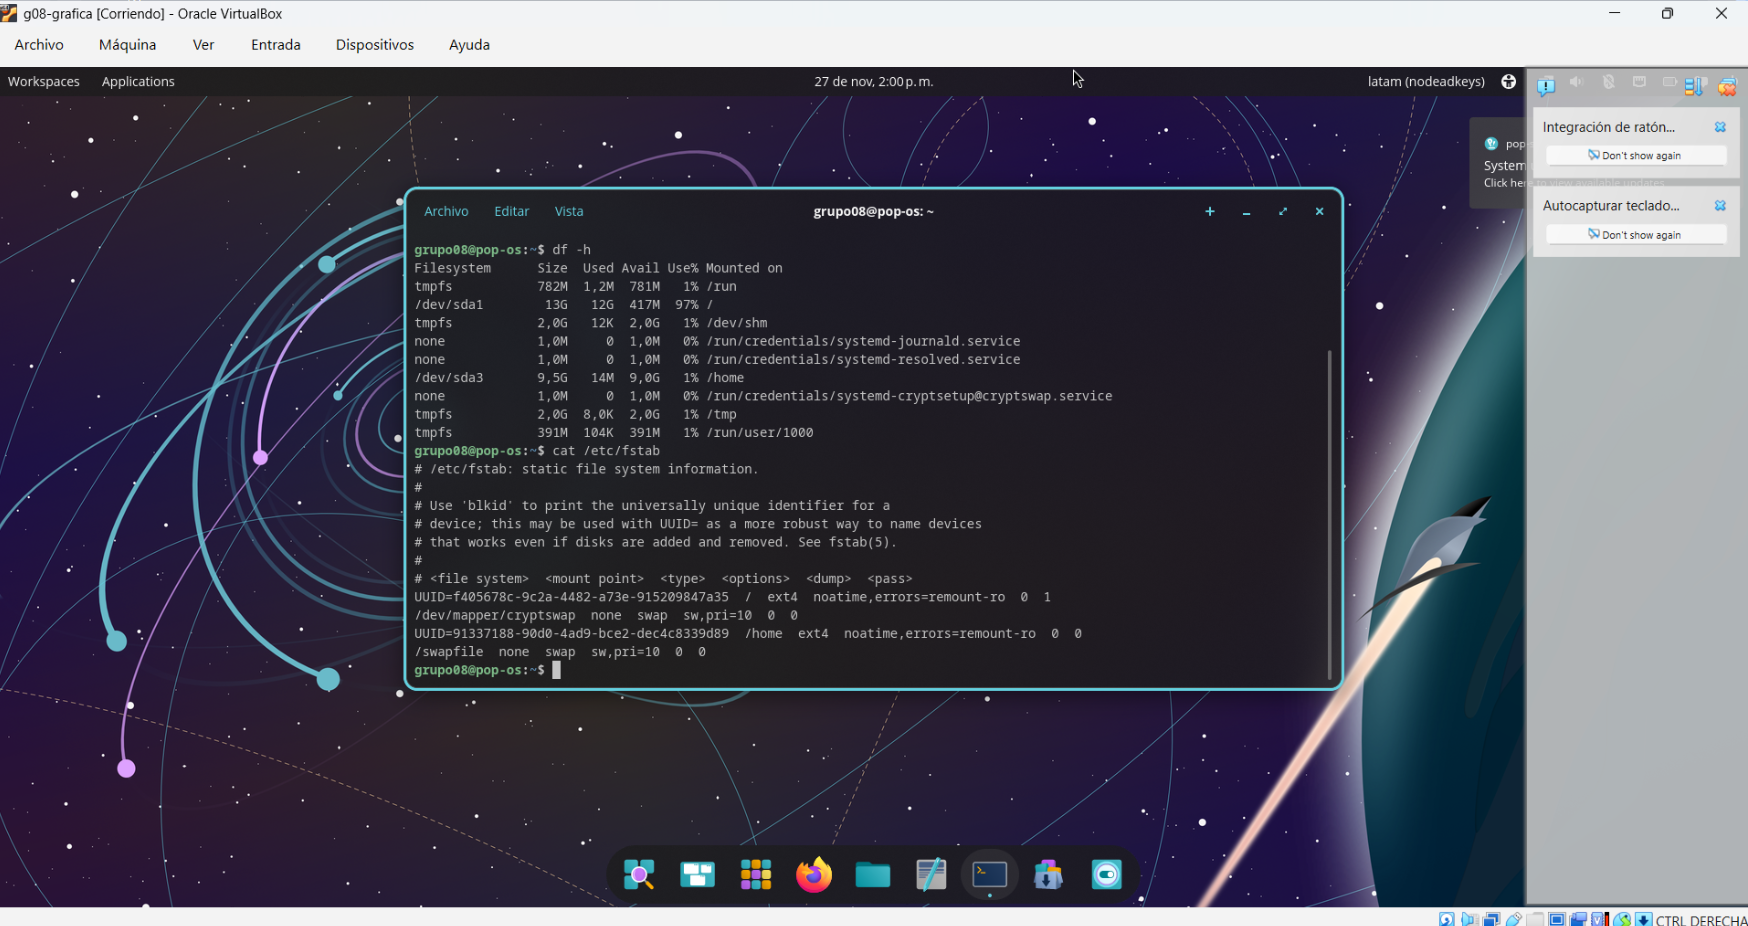 g08-grafica [Corriendo] - Oracle VirtualBox
Archivo Máquina Ver Entrada Dispositivos Ayuda
Workspaces Applications 27 de nov, 2:00 p. m. latam (nodeadkeys)
Integración de ratón...
Don't show again
pop
System
Click here to view available updates
Autocapturar teclado...
Don't show again
Archivo Editar Vista grupo08@pop-os: ~
grupo08@pop-os:~$ df -h
Filesystem Size Used Avail Use% Mounted on
tmpfs 782M 1,2M 781M 1% /run
/dev/sda1 13G 12G 417M 97% /
tmpfs 2,0G 12K 2,0G 1% /dev/shm
none 1,0M 0 1,0M 0% /run/credentials/systemd-journald.service
none 1,0M 0 1,0M 0% /run/credentials/systemd-resolved.service
/dev/sda3 9,5G 14M 9,0G 1% /home
none 1,0M 0 1,0M 0% /run/credentials/systemd-cryptsetup@cryptswap.service
tmpfs 2,0G 8,0K 2,0G 1% /tmp
tmpfs 391M 104K 391M 1% /run/user/1000
grupo08@pop-os:~$ cat /etc/fstab
# /etc/fstab: static file system information.
#
# Use 'blkid' to print the universally unique identifier for a
# device; this may be used with UUID= as a more robust way to name devices
# that works even if disks are added and removed. See fstab(5).
#
# <file system> <mount point> <type> <options> <dump> <pass>
UUID=f405678c-9c2a-4482-a73e-915209847a35 / ext4 noatime,errors=remount-ro 0 1
/dev/mapper/cryptswap none swap sw,pri=10 0 0
UUID=91337188-90d0-4ad9-bce2-dec4c8339d89 /home ext4 noatime,errors=remount-ro 0 0
/swapfile none swap sw,pri=10 0 0
grupo08@pop-os:~$
CTRL DERECHA